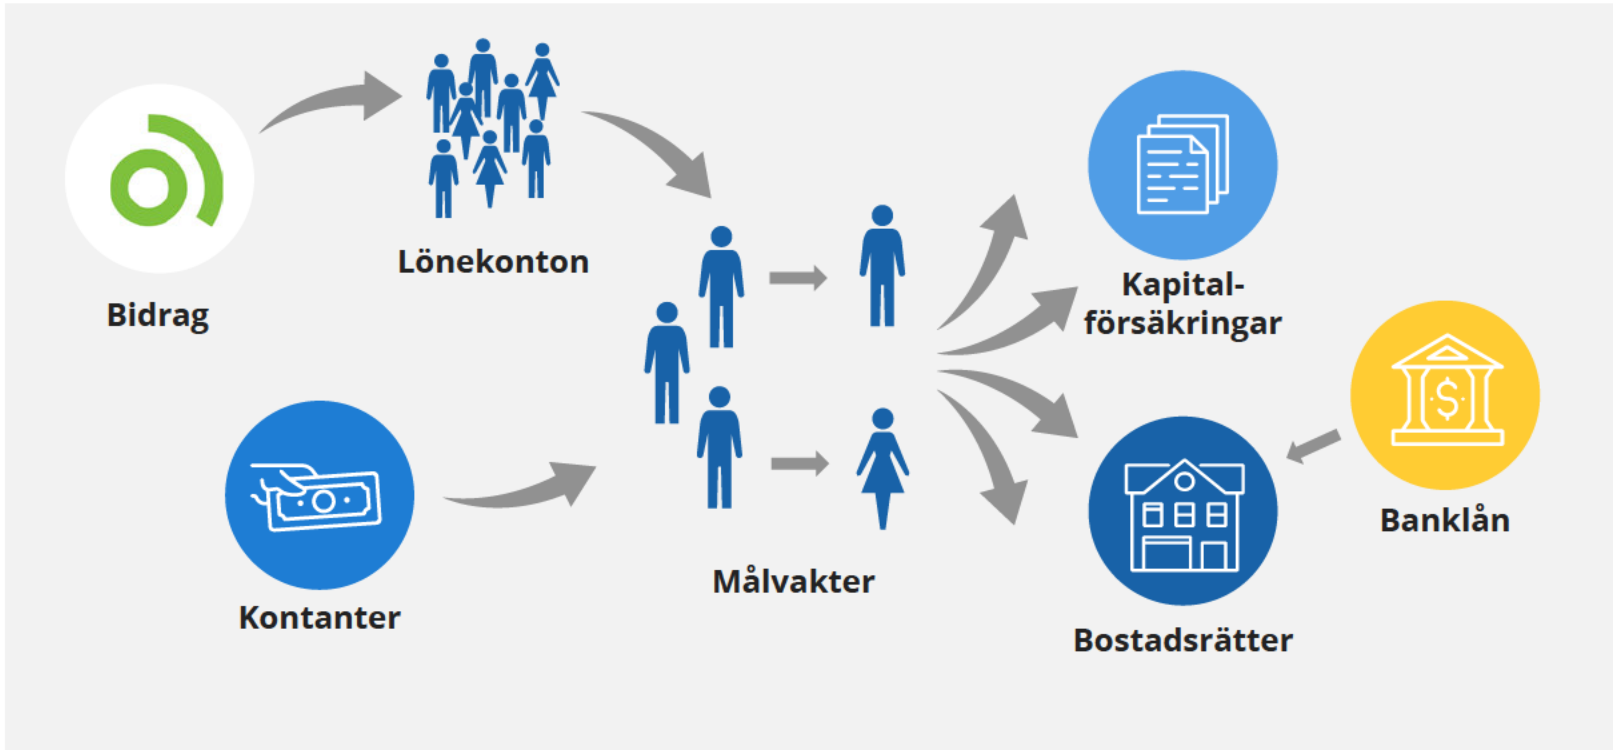 Lönekonton
Bidrag
Kapital-
försäkringar
Banklån
Målvakter
Kontanter
Bostadsrätter